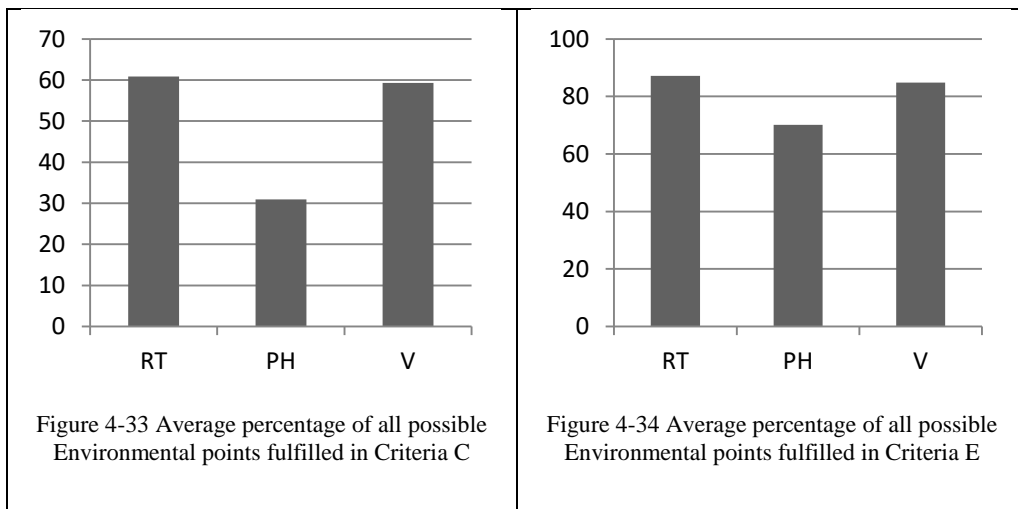 70
60
50
40
30
20
10
0
RT PH V
Figure 4-33 Average percentage of all possible
Environmental points fulfilled in Criteria C
100
80
60
40
20
0
RT PH V
Figure 4-34 Average percentage of all possible
Environmental points fulfilled in Criteria E